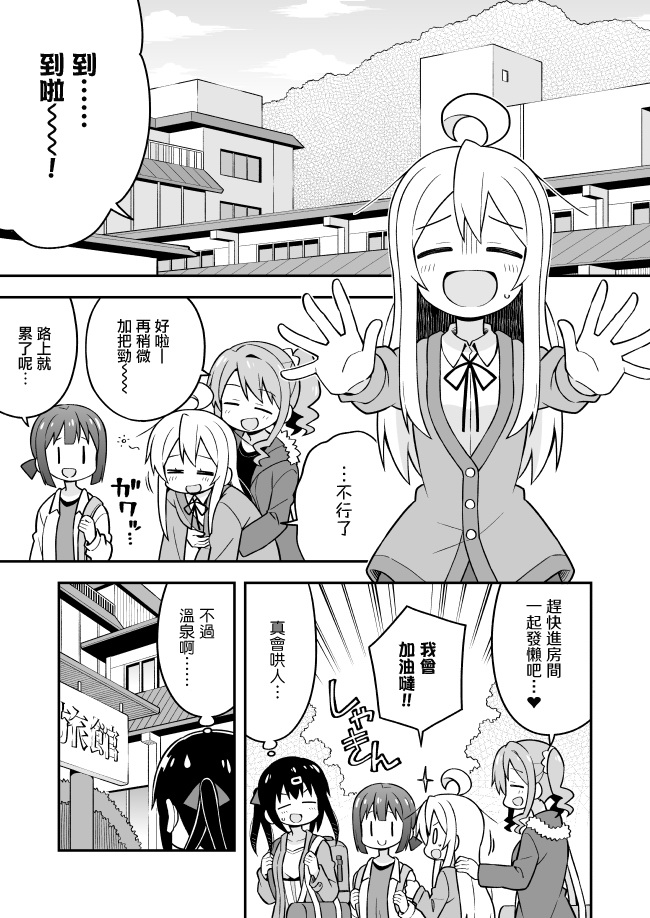 到……
到啦～～～！
好啦—
再稍微
加把勁～～
路上就
累了呢…
ガクッ…
…不行了
趕快進房間
一起發懶吧…♥
我會
加油噠!!
しゃきん
真會哄人…
不過
溫泉啊……
旅館